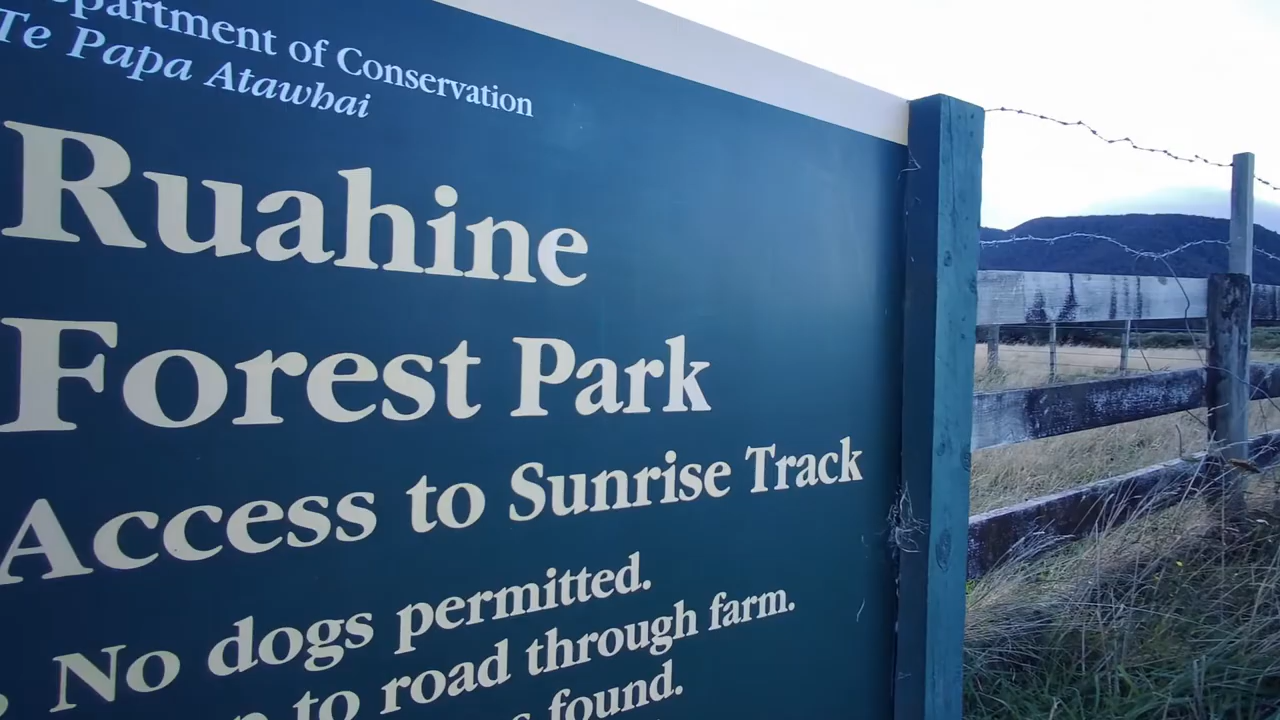 Department of Conservation
Te Papa Atawhai
Ruahine
Forest Park
Access to Sunrise Track
No dogs permitted.
to road through farm.
found.